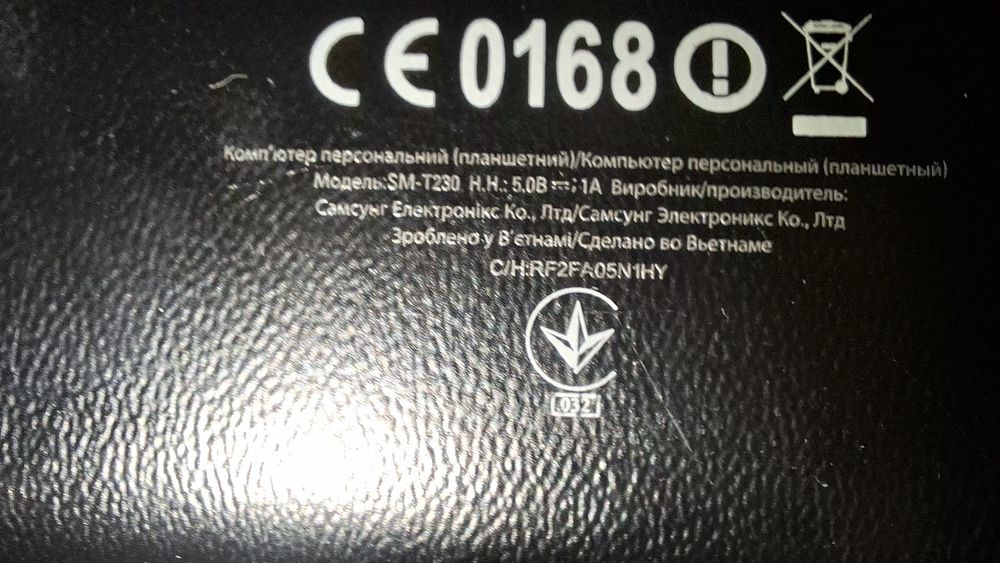 CE 0168
Комп'ютер персональний (планшетний)/Компьютер персональный (планшетный)
Модель:SM-T230 Н.Н.: 5.0В ⎓; 1А Виробник/производитель:
Самсунг Електронікс Ко., Лтд/Самсунг Электроникс Ко., Лтд
Зроблено у В'єтнамі/Сделано во Вьетнаме
С/Н:RF2FA05N1HY
032